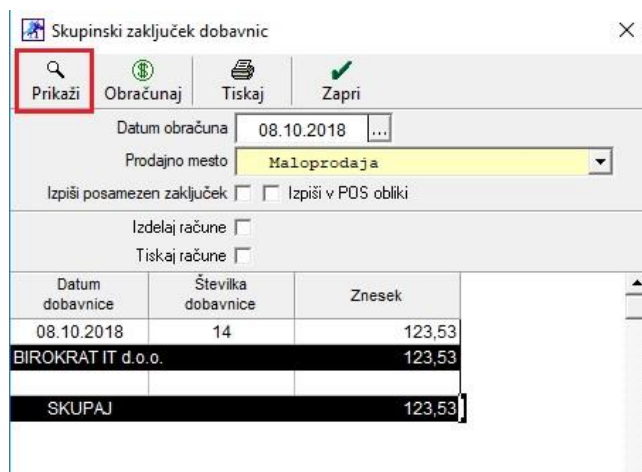 Skupinski zaključek dobavnic
Prikaži Obračunaj Tiskaj Zapri
Datum obračuna 08.10.2018 ...
Prodajno mesto Maloprodaja
Izpiši posamezen zaključek Izpiši v POS obliki
Izdelaj račune
Tiskaj račune
Datum dobavnice Številka dobavnice Znesek
08.10.2018 14 123,53
BIROKRAT IT d.o.o. 123,53
SKUPAJ 123,53